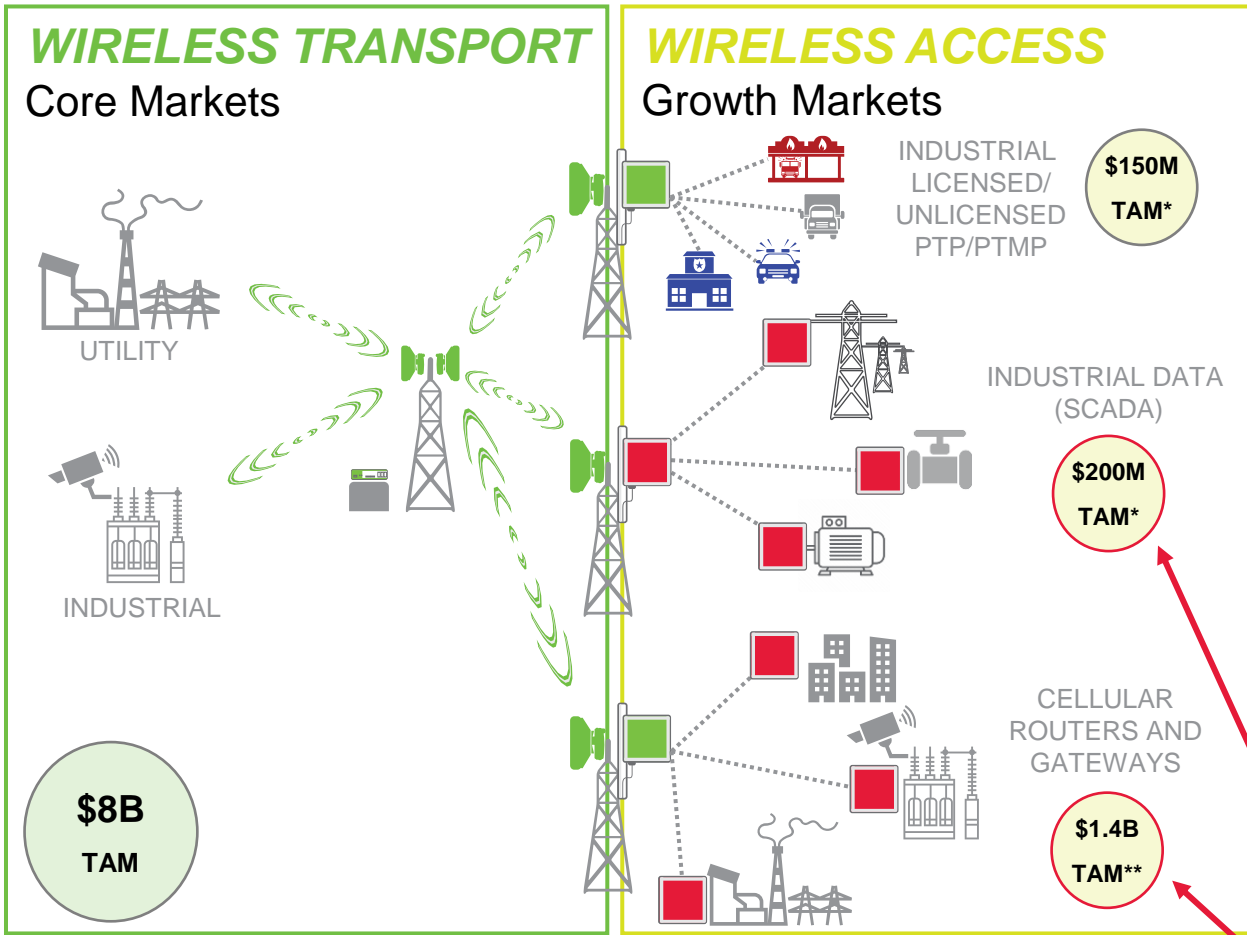 WIRELESS TRANSPORT
Core Markets
UTILITY
INDUSTRIAL
$8B
TAM
WIRELESS ACCESS
Growth Markets
INDUSTRIAL
LICENSED/
UNLICENSED
PTP/PTMP
$150M
TAM*
INDUSTRIAL DATA
(SCADA)
$200M
TAM*
CELLULAR
ROUTERS AND
GATEWAYS
$1.4B
TAM**